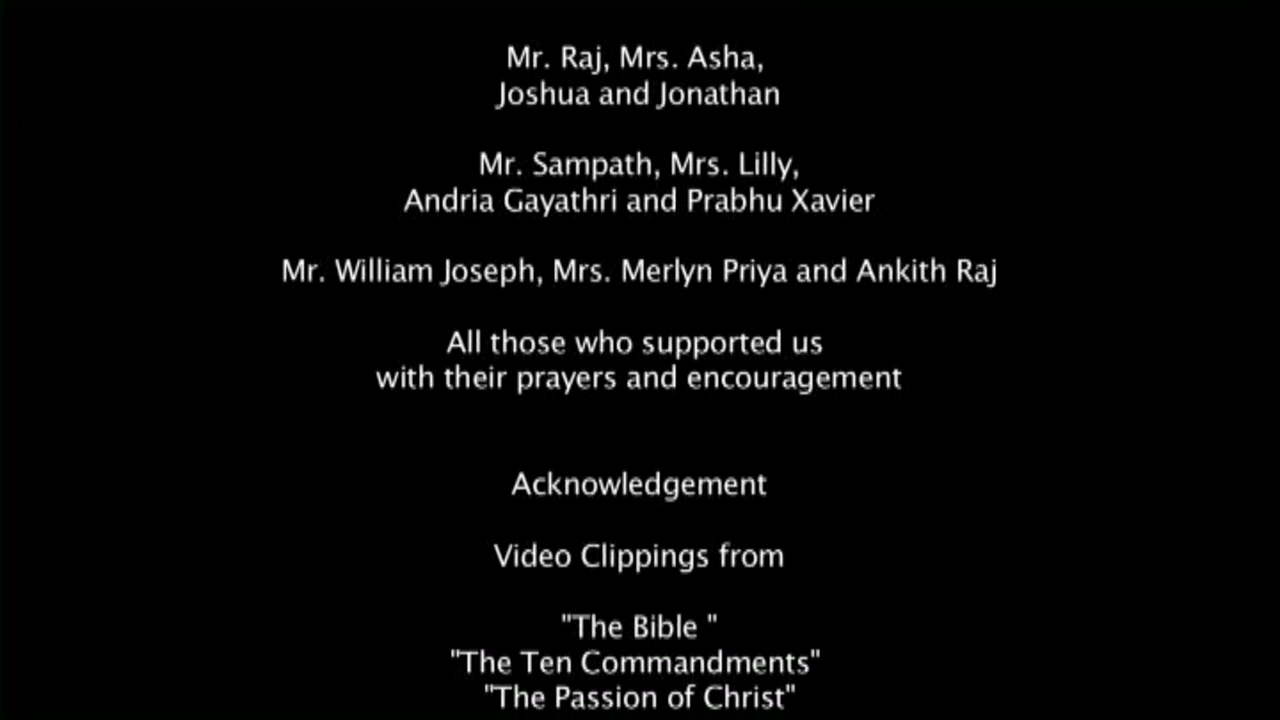 Mr. Raj, Mrs. Asha,
Joshua and Jonathan
Mr. Sampath, Mrs. Lilly,
Andria Gayathri and Prabhu Xavier
Mr. William Joseph, Mrs. Merlyn Priya and Ankith Raj
All those who supported us
with their prayers and encouragement
Acknowledgement
Video Clippings from
"The Bible "
"The Ten Commandments"
"The Passion of Christ"